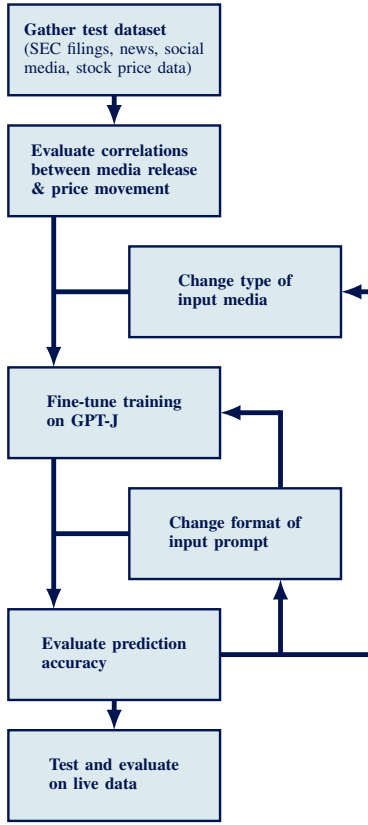 Gather test dataset
(SEC filings, news, social
media, stock price data)
Evaluate correlations
between media release
& price movement
Change type of
input media
Fine-tune training
on GPT-J
Change format of
input prompt
Evaluate prediction
accuracy
Test and evaluate
on live data